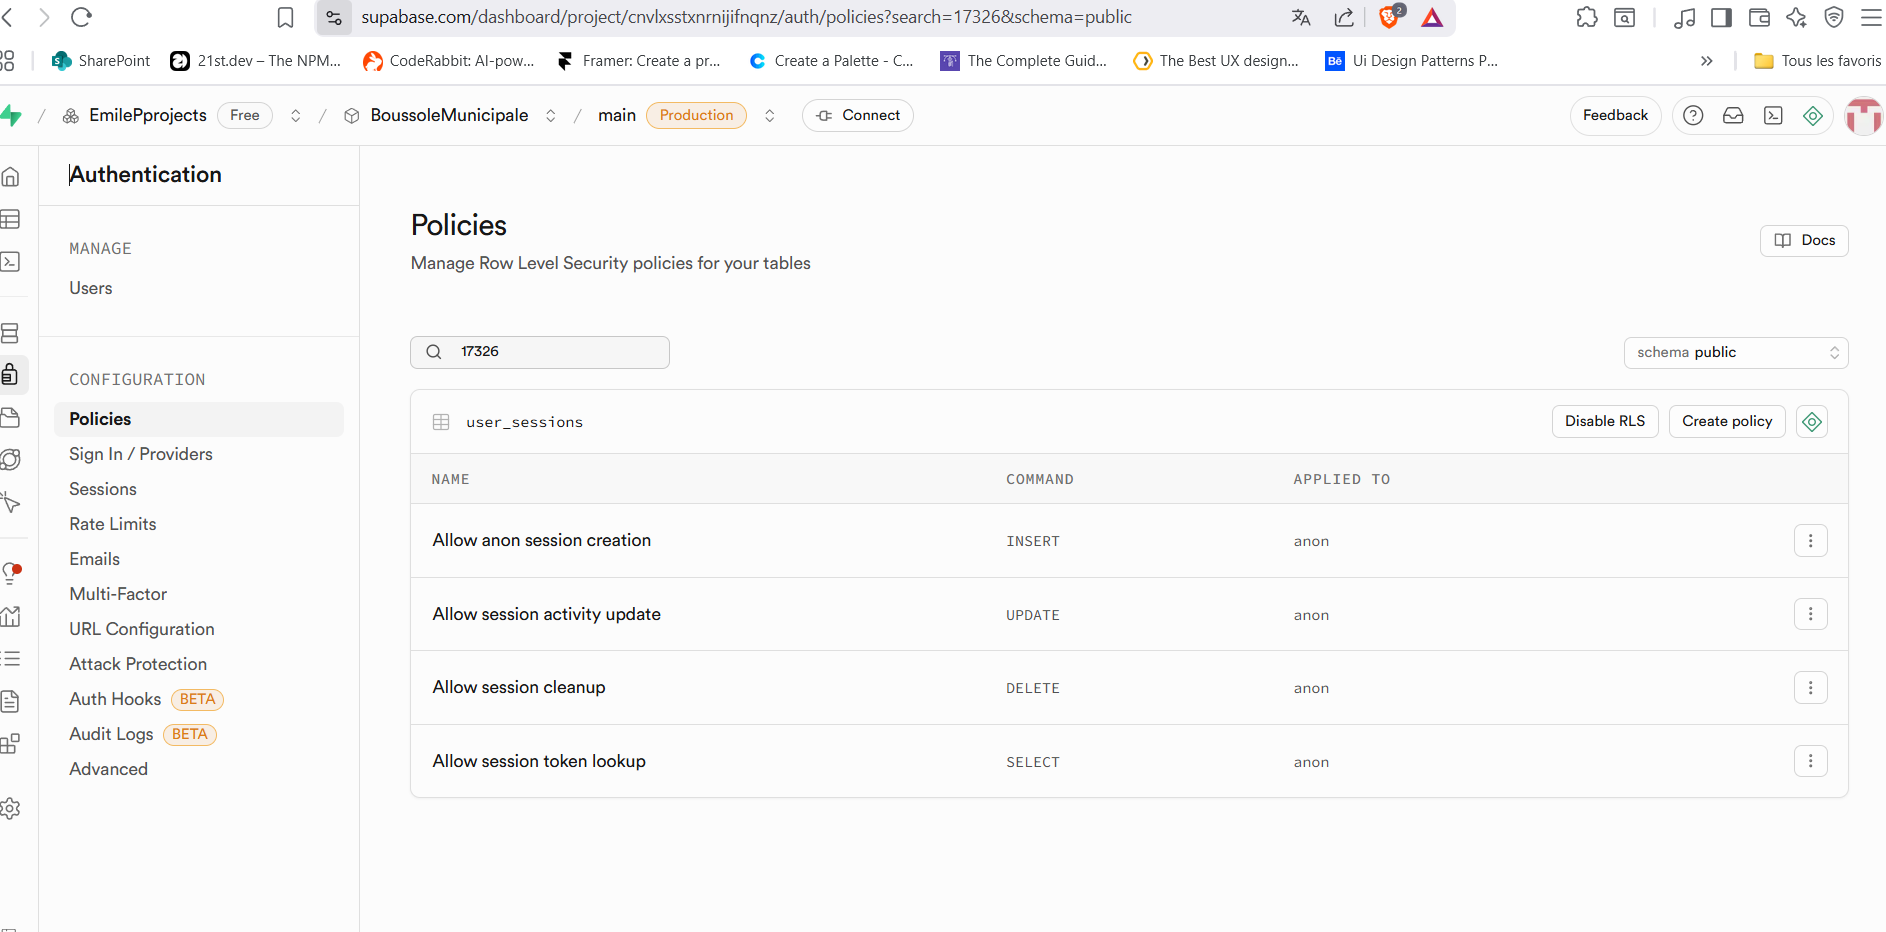 supabase.com/dashboard/project/cnvlxsstxnrnijifnqnz/auth/policies?search=17326&schema=public
2
SharePoint
21st.dev – The NPM...
CodeRabbit: AI-pow...
Framer: Create a pr...
Create a Palette - C...
The Complete Guid...
The Best UX design...
Bē Ui Design Patterns P...
»
Tous les favoris
/ EmilePprojects Free / BoussoleMunicipale / main Production Connect
Feedback
Authentication
MANAGE
Users
CONFIGURATION
Policies
Sign In / Providers
Sessions
Rate Limits
Emails
Multi-Factor
URL Configuration
Attack Protection
Auth Hooks BETA
Audit Logs BETA
Advanced
Policies
Manage Row Level Security policies for your tables
Docs
17326
schema public
user_sessions
Disable RLS
Create policy
NAME COMMAND APPLIED TO
Allow anon session creation INSERT anon
Allow session activity update UPDATE anon
Allow session cleanup DELETE anon
Allow session token lookup SELECT anon